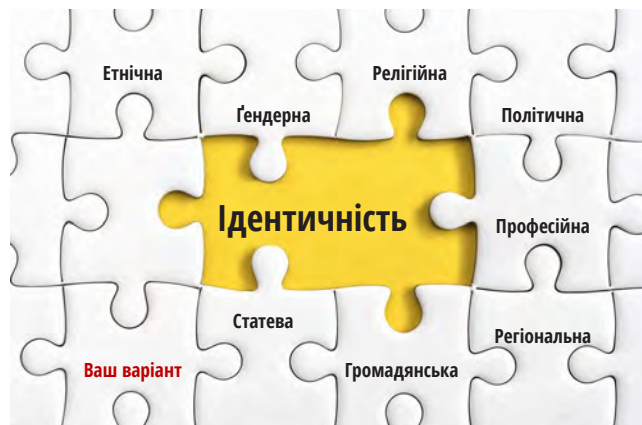 Етнічна
Релігійна
Ґендерна
Політична
Ідентичність
Професійна
Статева
Регіональна
Ваш варіант
Громадянська